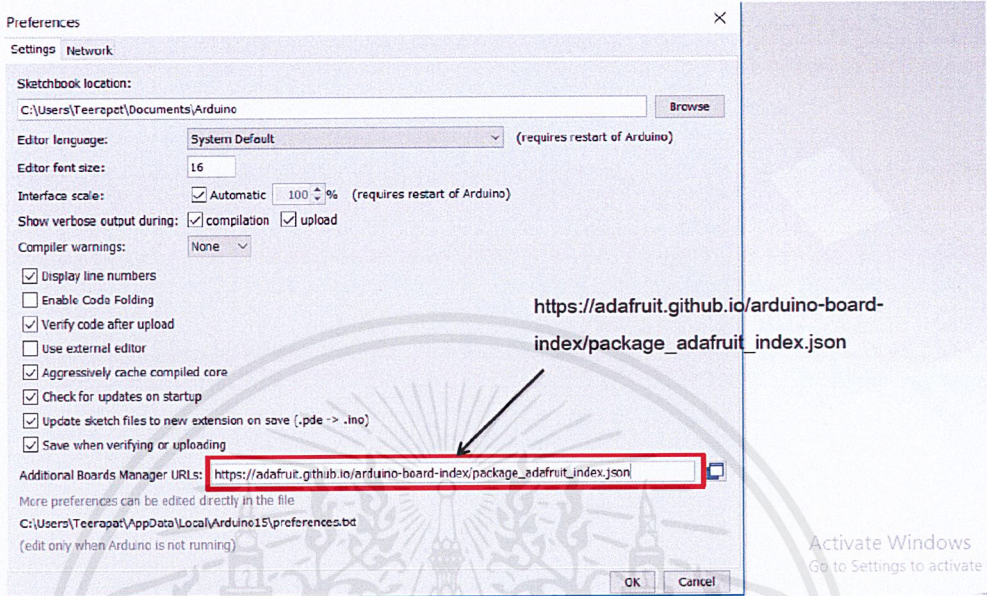 Preferences
Settings Network
Sketchbook location:
C:\Users\Teerapat\Documents\Arduino Browse
Editor language: System Default (requires restart of Arduino)
Editor font size: 16
Interface scale: Automatic 100 % (requires restart of Arduino)
Show verbose output during: compilation upload
Compiler warnings: None
Display line numbers
Enable Code Folding
Verify code after upload
Use external editor
Aggressively cache compiled core
Check for updates on startup
Update sketch files to new extension on save (.pde -> .ino)
Save when verifying or uploading
https://adafruit.github.io/arduino-board-
index/package_adafruit_index.json
Additional Boards Manager URLs: https://adafruit.github.io/arduino-board-index/package_adafruit_index.json
More preferences can be edited directly in the file
C:\Users\Teerapat\AppData\Local\Arduino15\preferences.txt
(edit only when Arduino is not running)
OK Cancel
Activate Windows
Go to Settings to activate